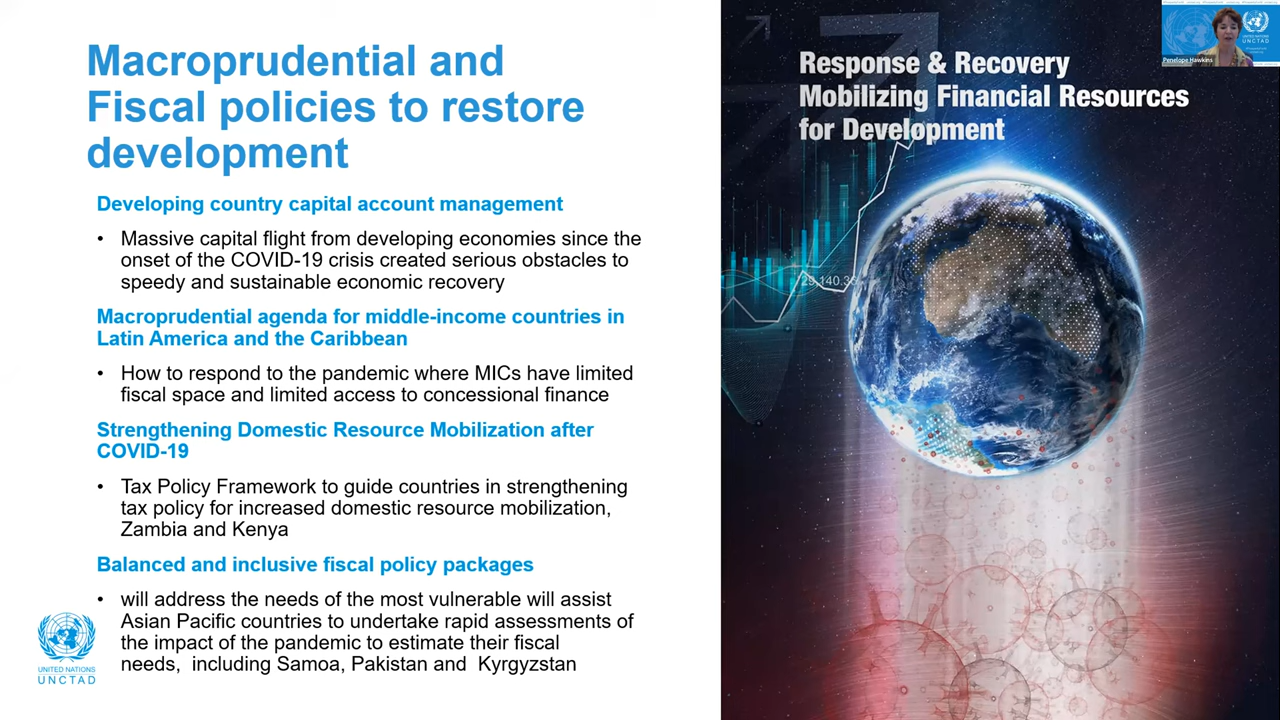 Macroprudential and
Fiscal policies to restore
development
Developing country capital account management
• Massive capital flight from developing economies since the
onset of the COVID-19 crisis created serious obstacles to
speedy and sustainable economic recovery
Macroprudential agenda for middle-income countries in
Latin America and the Caribbean
• How to respond to the pandemic where MICs have limited
fiscal space and limited access to concessional finance
Strengthening Domestic Resource Mobilization after
COVID-19
• Tax Policy Framework to guide countries in strengthening
tax policy for increased domestic resource mobilization,
Zambia and Kenya
Balanced and inclusive fiscal policy packages
• will address the needs of the most vulnerable will assist
Asian Pacific countries to undertake rapid assessments of
the impact of the pandemic to estimate their fiscal
needs, including Samoa, Pakistan and Kyrgyzstan
UNITED NATIONS
UNCTAD
Response & Recovery
Mobilizing Financial Resources
for Development
UNITED NATIONS
UNCTAD
Penelope Hawkins